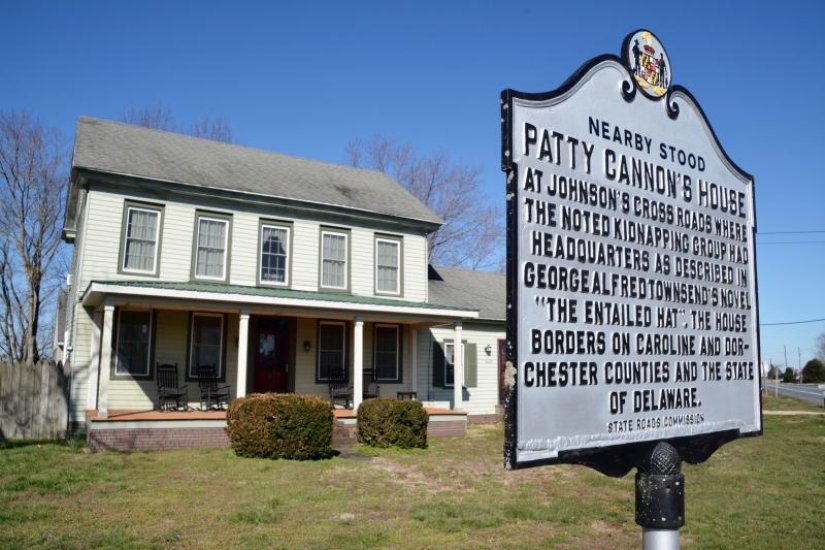 NEARBY STOOD
PATTY CANNON'S HOUSE
AT JOHNSON'S CROSS ROADS WHERE
THE NOTED KIDNAPPING GROUP HAD
HEADQUARTERS AS DESCRIBED IN
GEORGE ALFRED TOWNSEND'S NOVEL
"THE ENTAILED HAT". THE HOUSE
BORDERS ON CAROLINE AND DOR-
CHESTER COUNTIES AND THE STATE
OF DELAWARE.
STATE ROADS COMMISSION